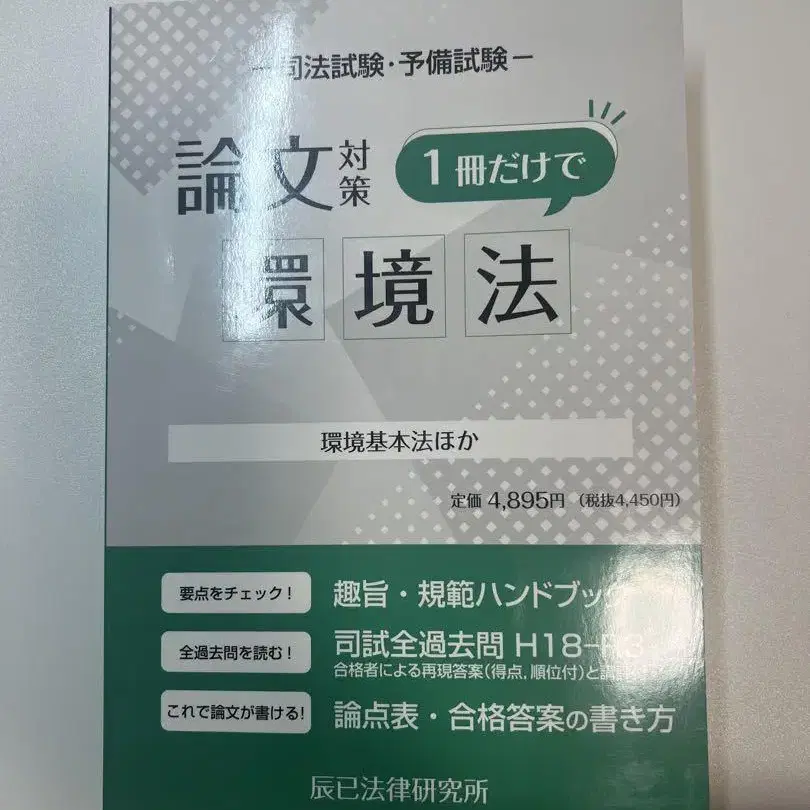 －司法試験・予備試験－
論文対策 1冊だけで
環境法
環境基本法ほか
定価 4,895円 （税抜4,450円）
要点をチェック！ 趣旨・規範ハンドブック
全過去問を読む！ 司試全過去問 H18–R3
合格者による再現答案（得点，順位付）と
これで論文が書ける！ 論点表・合格答案の書き方
辰已法律研究所